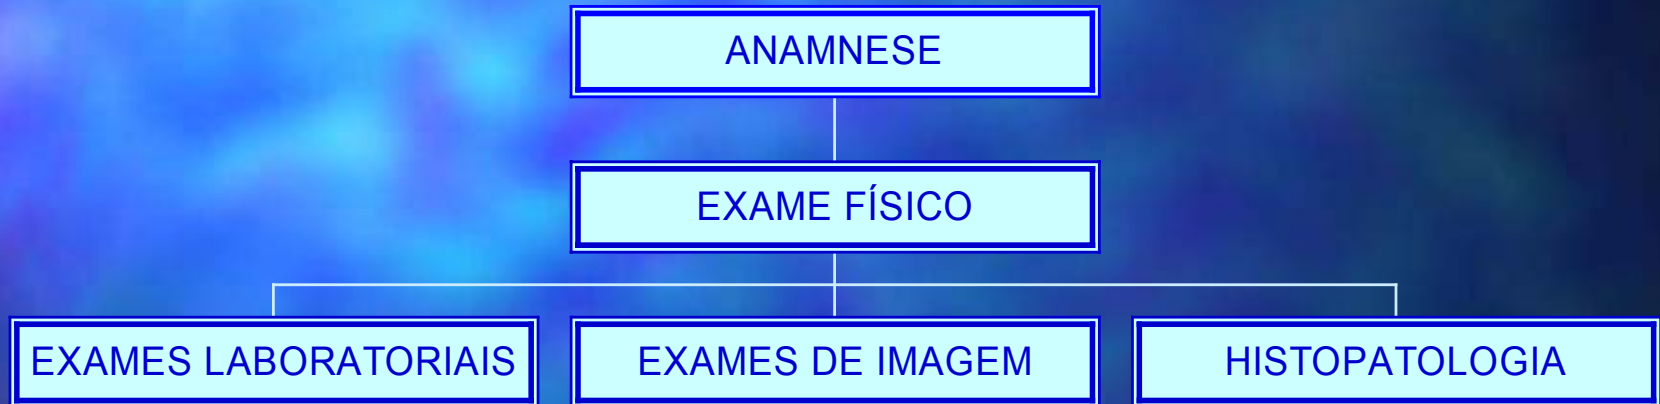 ANAMNESE
EXAME FÍSICO
EXAMES LABORATORIAIS
EXAMES DE IMAGEM
HISTOPATOLOGIA